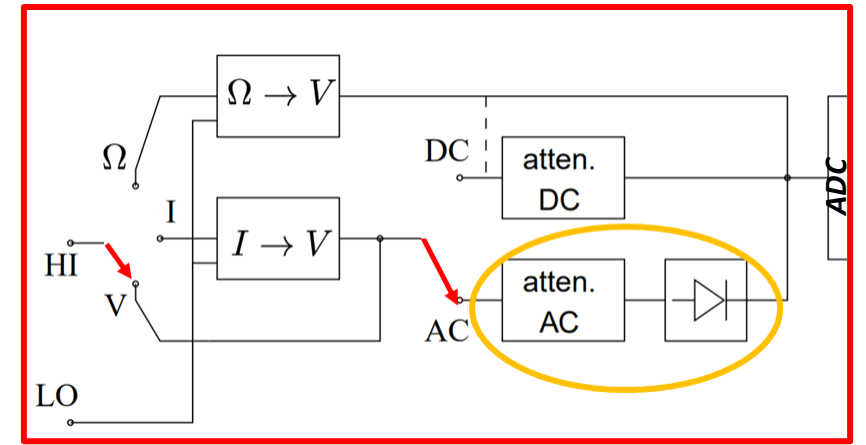 Ω → V
Ω
DC
atten.
DC
ADC
I
I → V
HI
V
atten.
AC
AC
LO